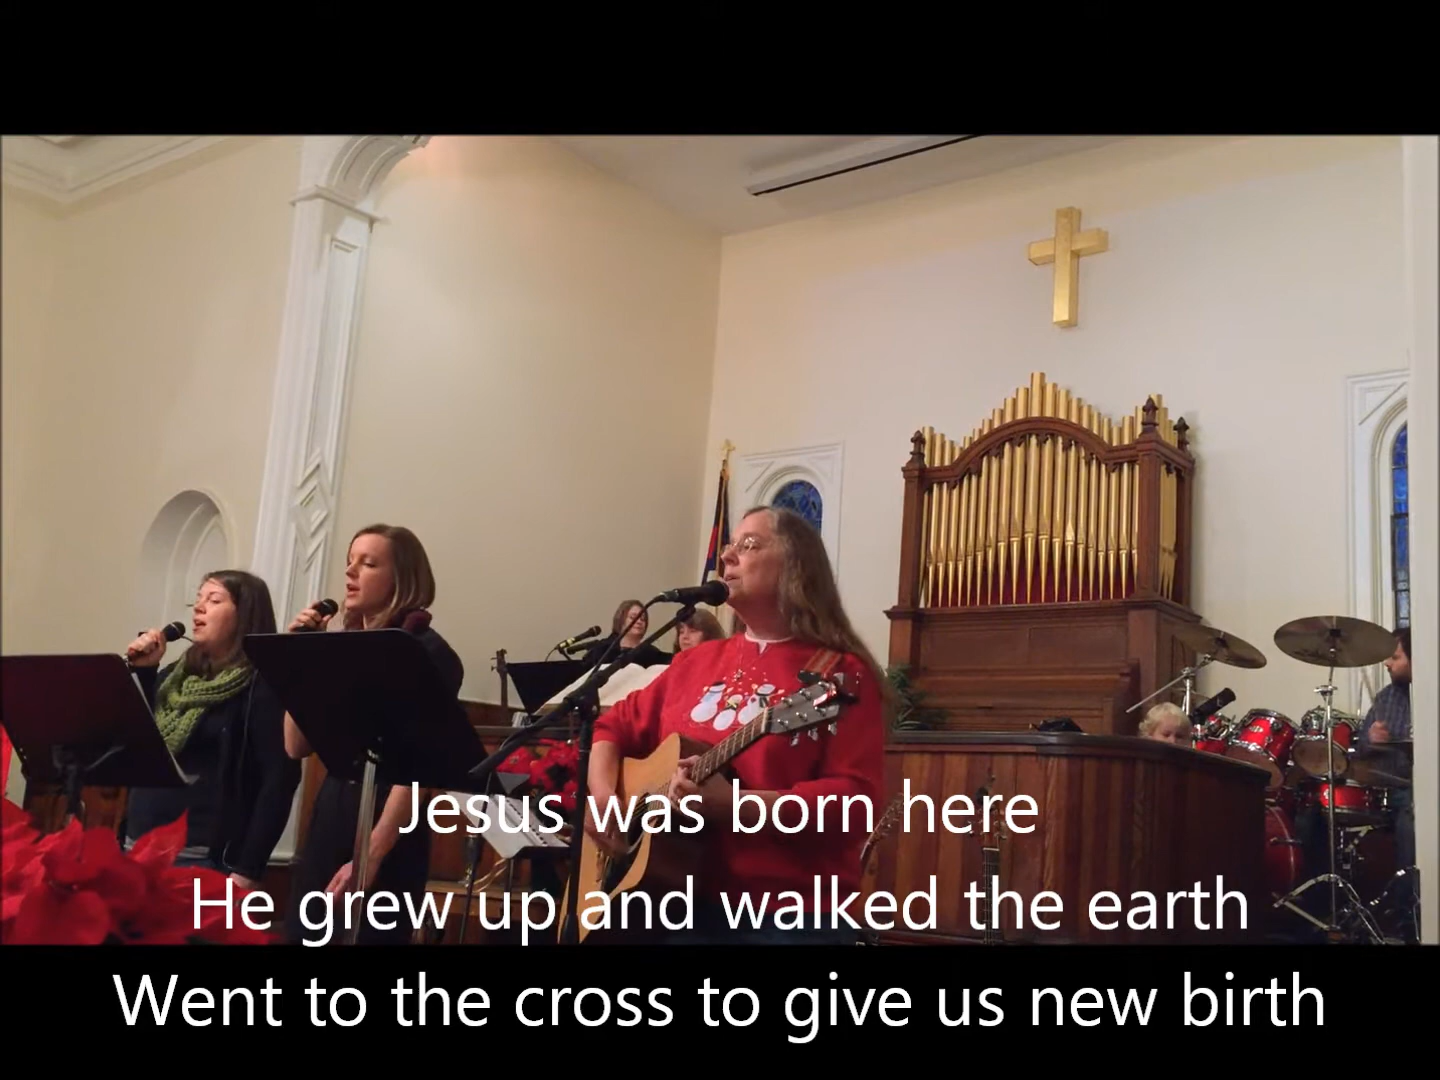 Jesus was born here
He grew up and walked the earth
Went to the cross to give us new birth